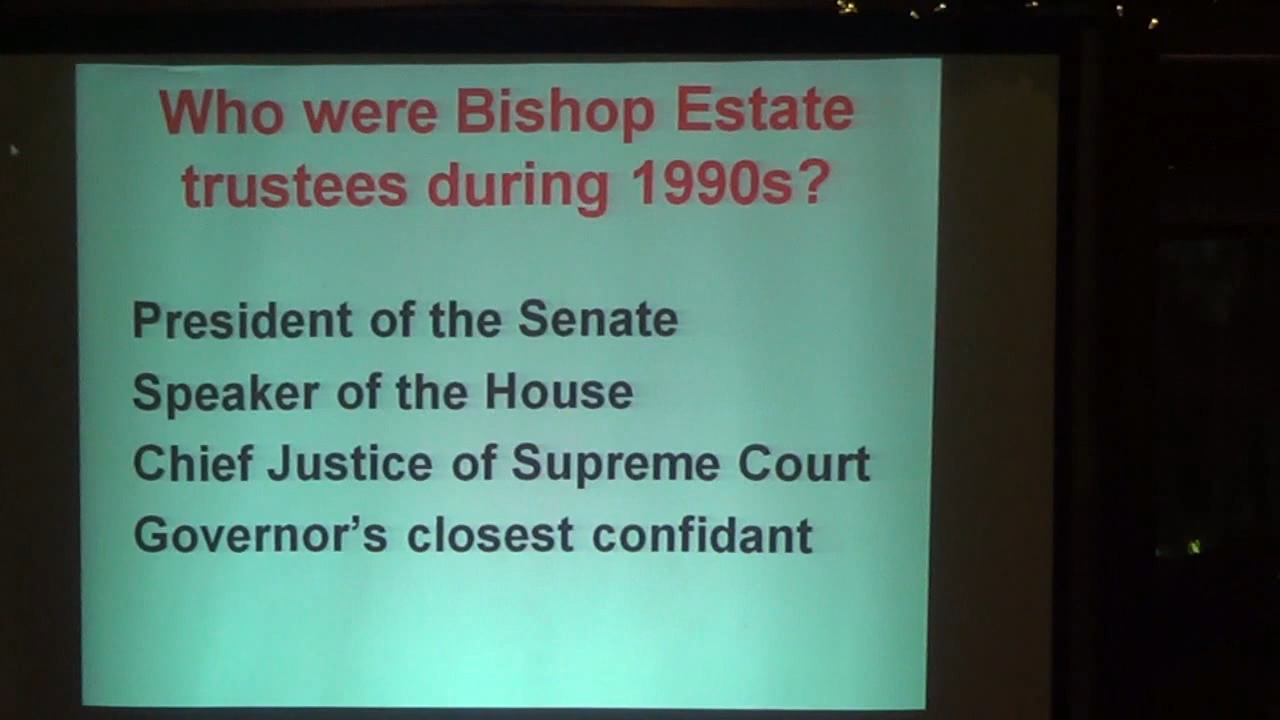 Who were Bishop Estate
trustees during 1990s?
President of the Senate
Speaker of the House
Chief Justice of Supreme Court
Governor's closest confidant